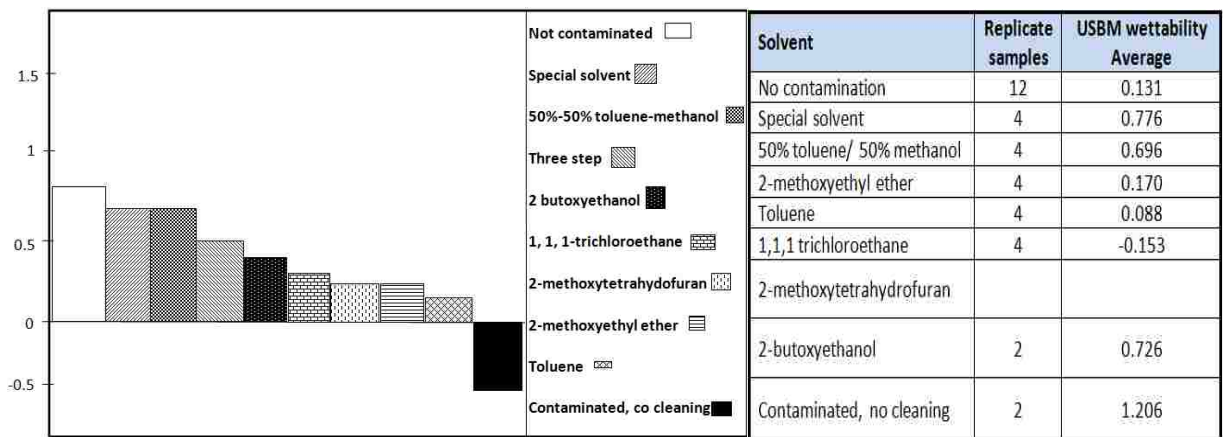 1.5
1
0.5
0
-0.5
Not contaminated
Special solvent
50%-50% toluene-methanol
Three step
2 butoxyethanol
1, 1, 1-trichloroethane
2-methoxytetrahydofuran
2-methoxyethyl ether
Toluene
Contaminated, co cleaning
Solvent Replicate samples USBM wettability Average
No contamination 12 0.131
Special solvent 4 0.776
50% toluene/ 50% methanol 4 0.696
2-methoxyethyl ether 4 0.170
Toluene 4 0.088
1,1,1 trichloroethane 4 -0.153
2-methoxytetrahydrofuran
2-butoxyethanol 2 0.726
Contaminated, no cleaning 2 1.206